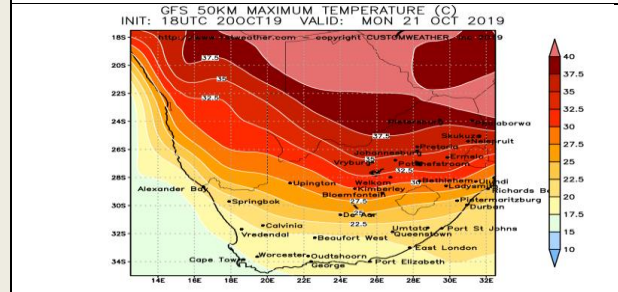 GFS 50KM MAXIMUM TEMPERATURE (C)
INIT: 18UTC 20OCT19 VALID: MON 21 OCT 2019
copyright CUSTOMWEATHER, Inc 2019
18S
20S
22S
24S
26S
28S
30S
32S
34S
14E 16E 18E 20E 22E 24E 26E 28E 30E 32E
37.5
35
32.5
37.5
35
32.5
30
27.5
25
22.5
Pietersburg
Phalaborwa
Skukuza
Nelspruit
Johannesburg
Pretoria
Ermelo
Vryburg
Potchefstroom
Welkom
Bethlehem
Ulundi
Alexander Bay
Upington
Kimberley
Ladysmith
Richards B
Bloemfontein
Springbok
Pietermaritzburg
Durban
De Aar
Calvinia
Vredendal
Beaufort West
Umtata
Port St Johns
Queenstown
East London
Cape Town
Worcester
Oudtshoorn
George
Port Elizabeth
40
37.5
35
32.5
30
27.5
25
22.5
20
17.5
15
10